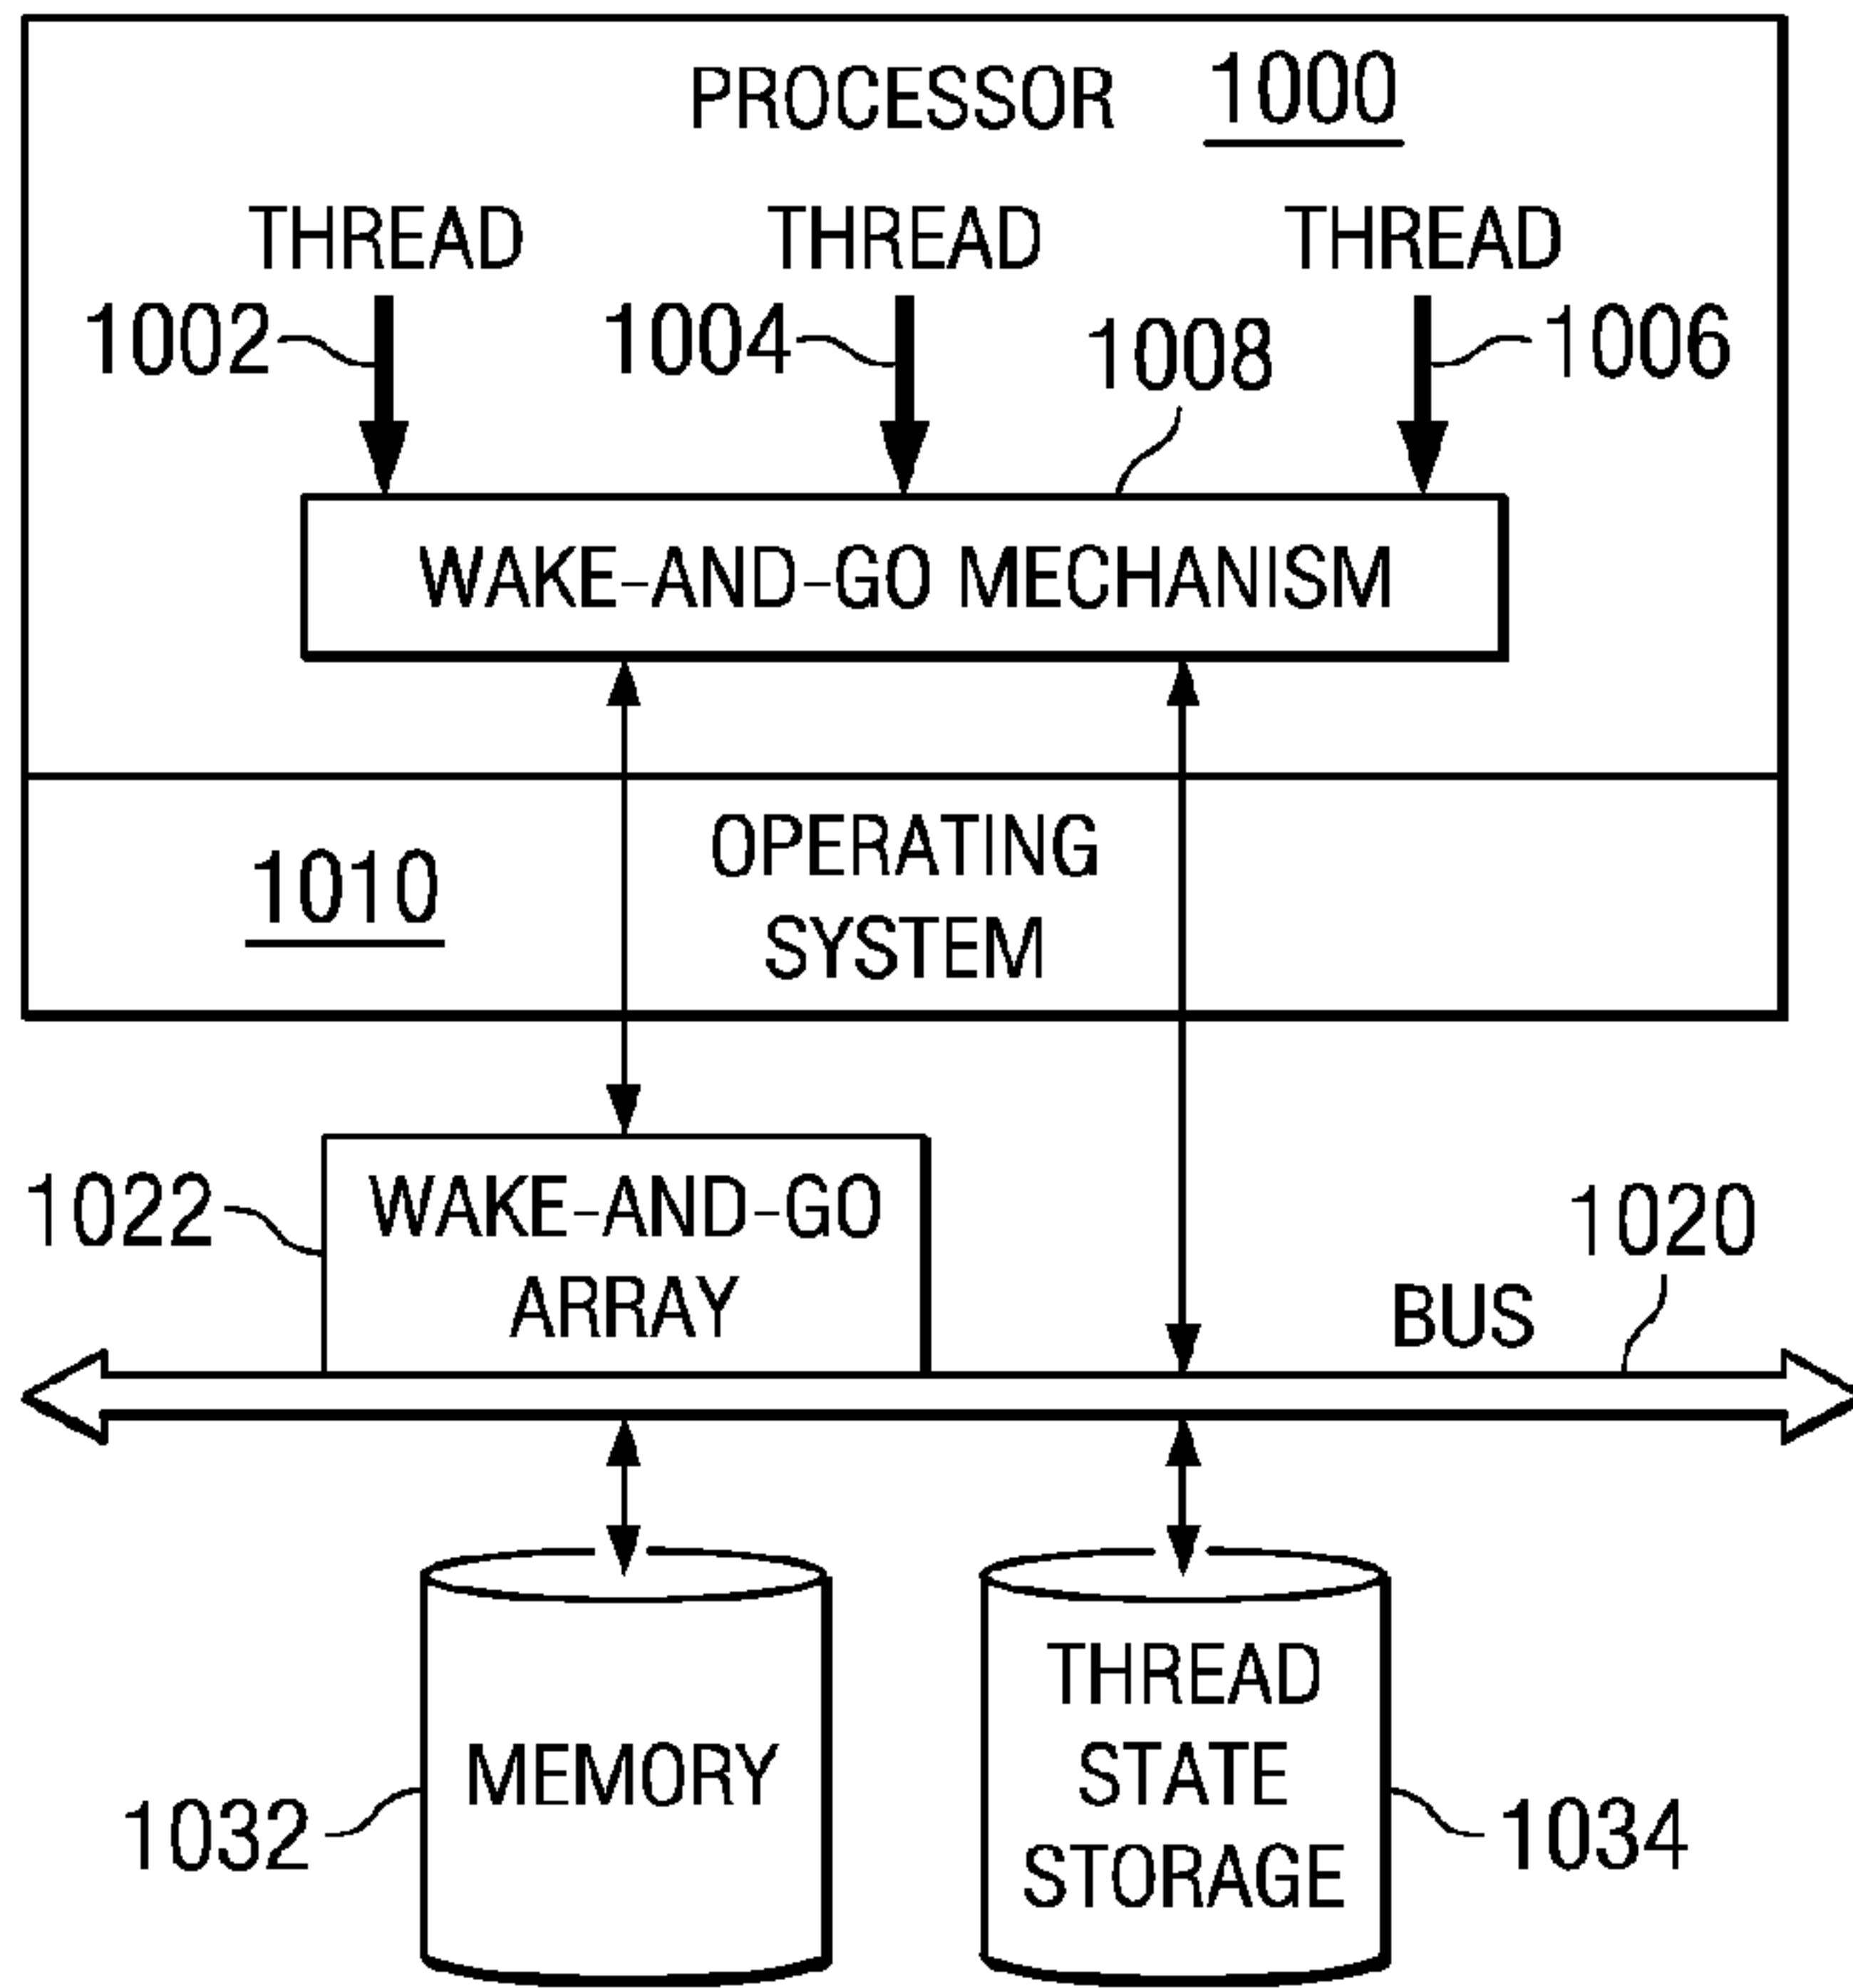 PROCESSOR 1000
THREAD THREAD THREAD
1002 1004 1008 1006
WAKE-AND-GO MECHANISM
1010 OPERATING
SYSTEM
1022 WAKE-AND-GO
ARRAY
1020
BUS
MEMORY
1032
THREAD
STATE
STORAGE
1034